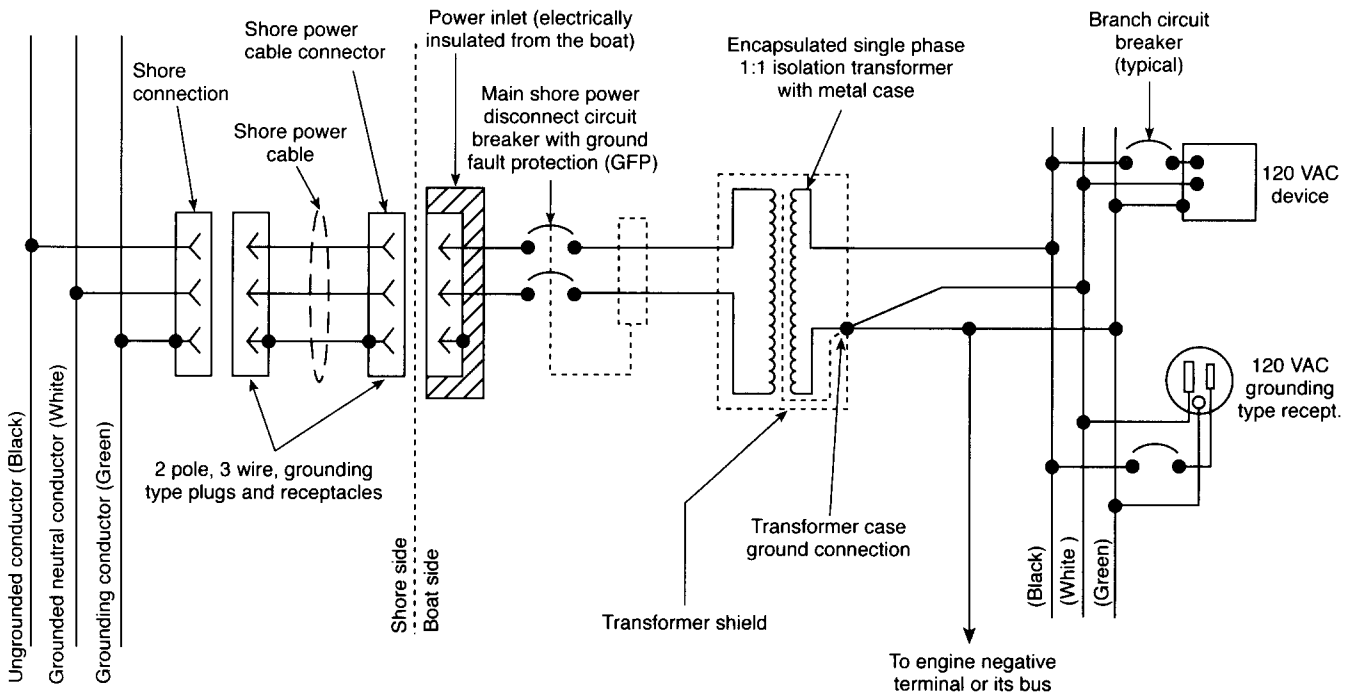 Shore
connection
Shore power
cable connector
Shore power
cable
Power inlet (electrically
insulated from the boat)
Main shore power
disconnect circuit
breaker with ground
fault protection (GFP)
Encapsulated single phase
1:1 isolation transformer
with metal case
Branch circuit
breaker
(typical)
120 VAC
device
120 VAC
grounding
type recept.
2 pole, 3 wire, grounding
type plugs and receptacles
Transformer case
ground connection
Transformer shield
To engine negative
terminal or its bus
Ungrounded conductor (Black)
Grounded neutral conductor (White)
Grounding conductor (Green)
Shore side
Boat side
(Black)
(White )
(Green)